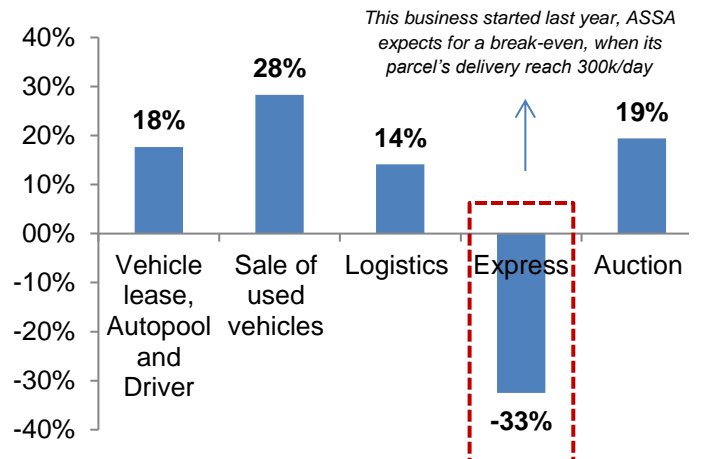 This business started last year, ASSA
expects for a break-even, when its
parcel's delivery reach 300k/day
40%
30%
20%
10%
00%
-10%
-20%
-30%
-40%
18%
28%
14%
-33%
19%
Vehicle
lease,
Autopool
and
Driver
Sale of
used
vehicles
Logistics
Express
Auction